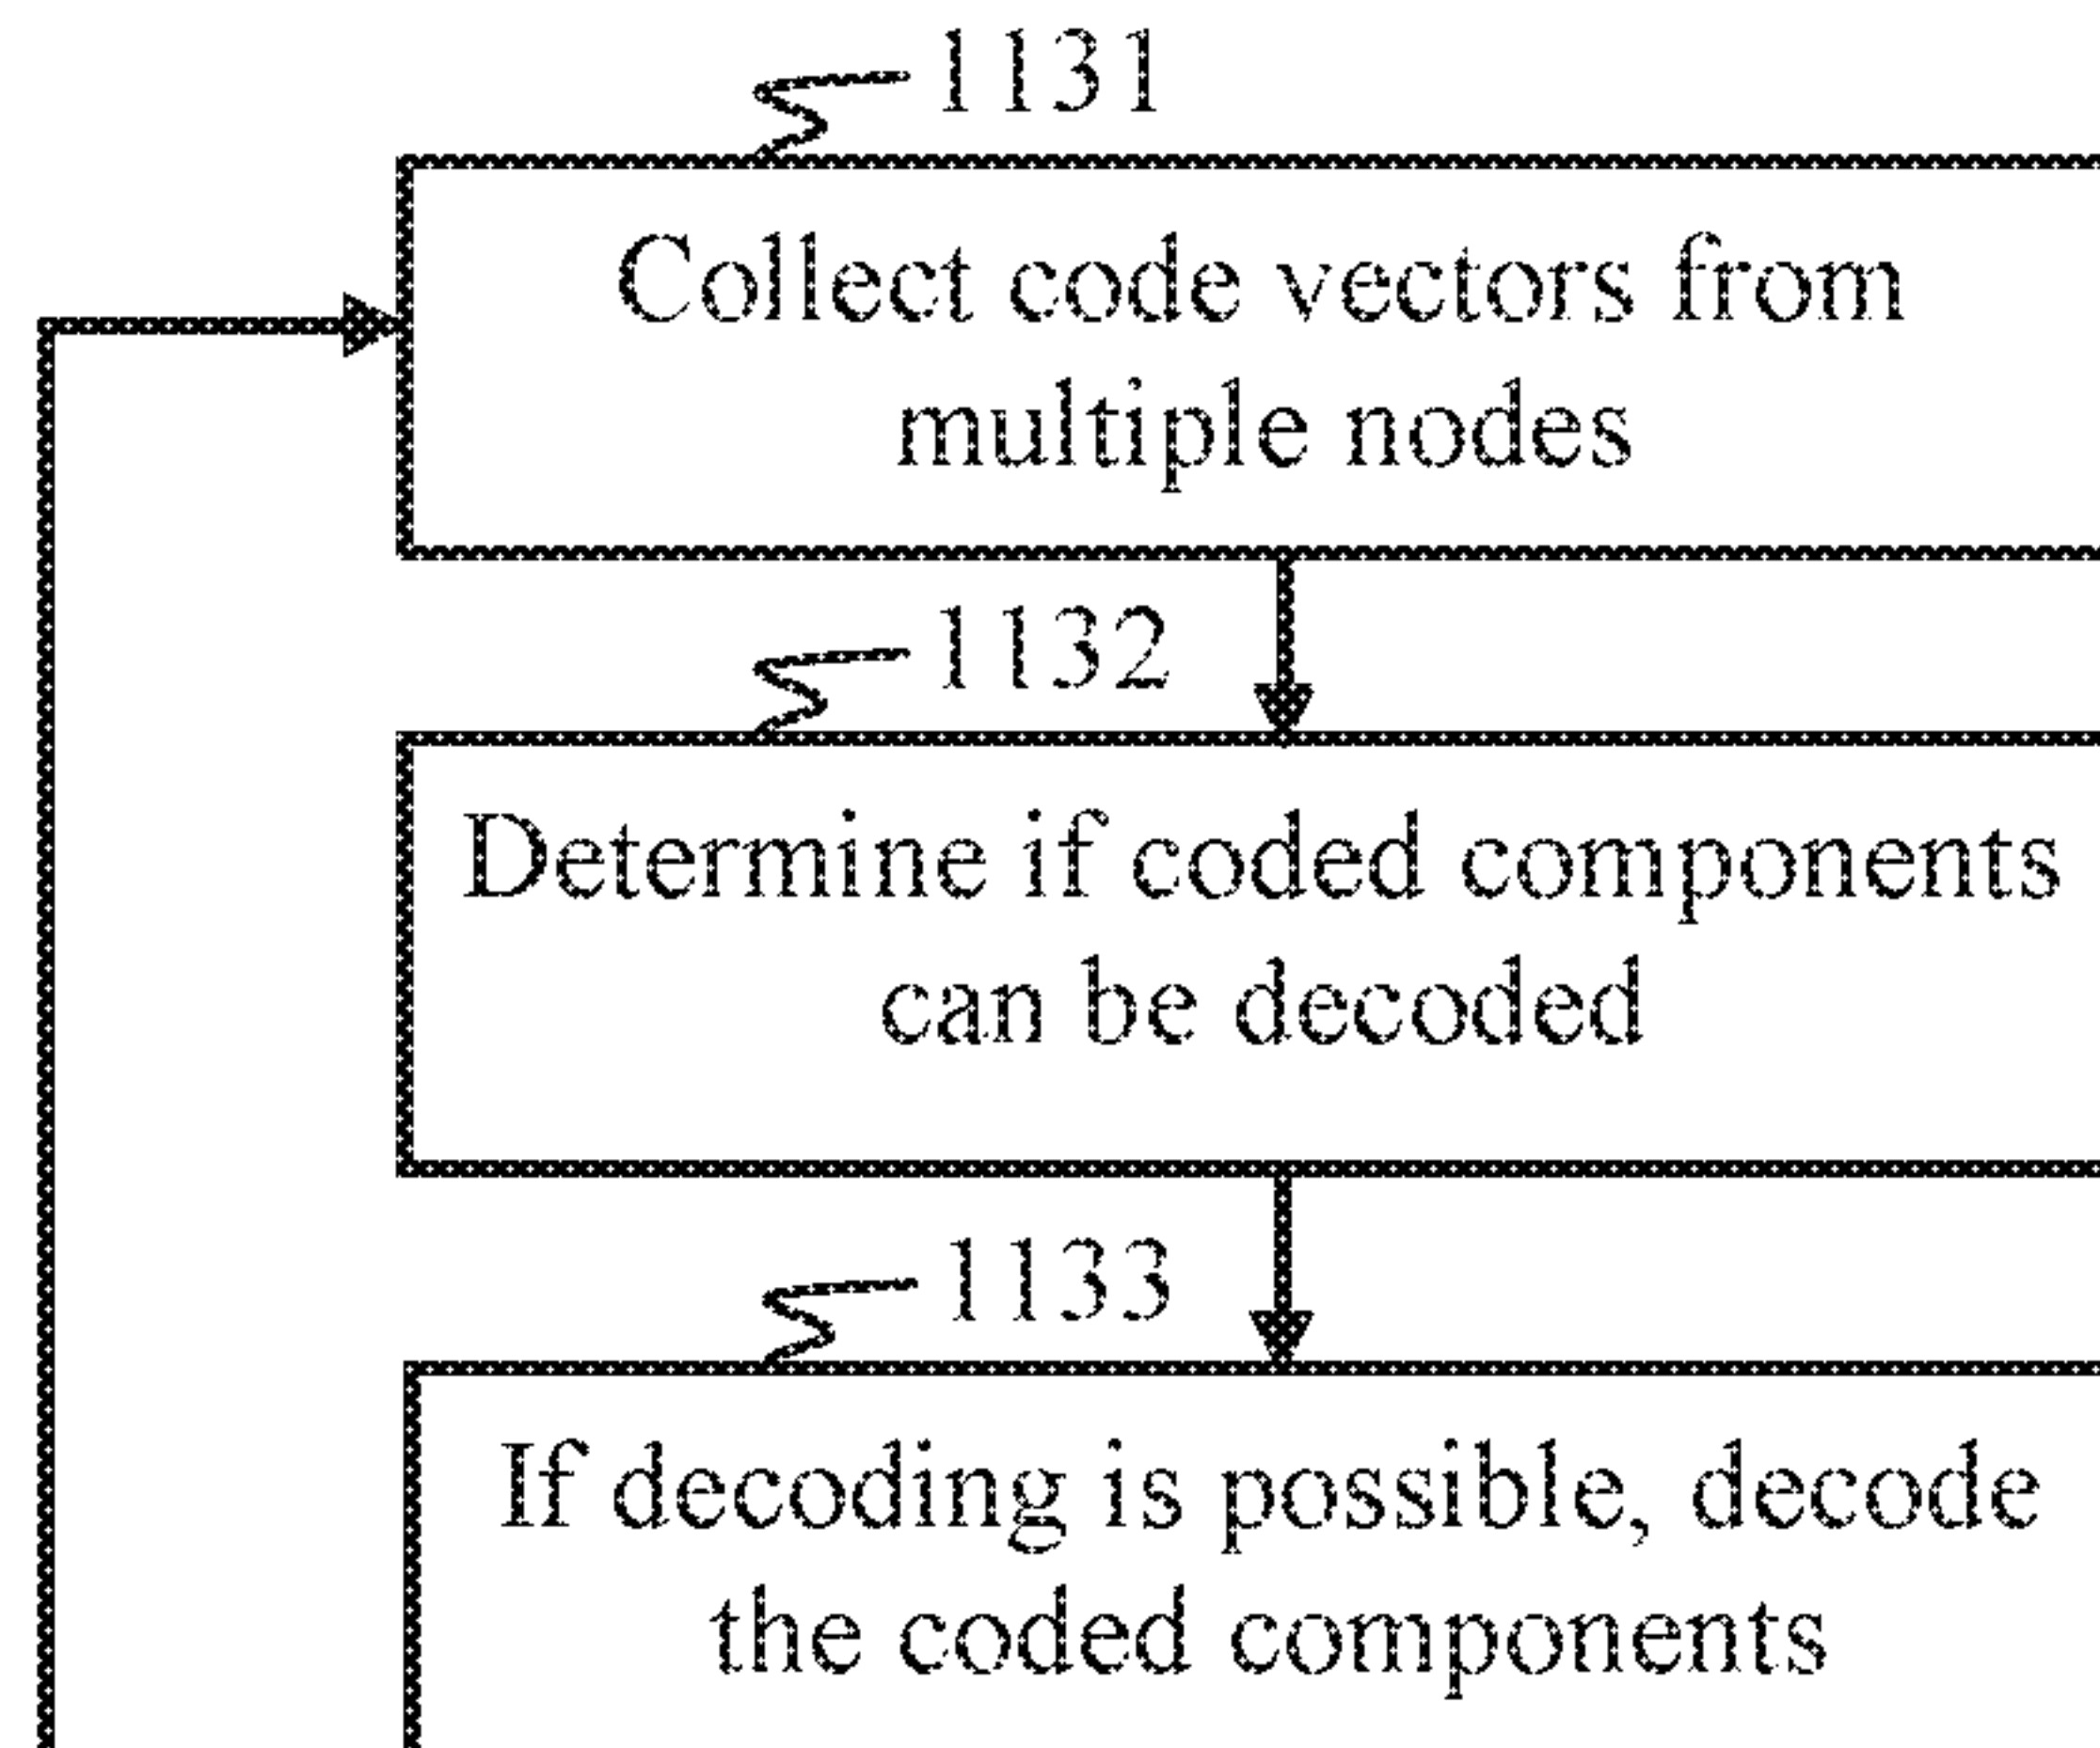 1131
Collect code vectors from
multiple nodes
1132
Determine if coded components
can be decoded
1133
If decoding is possible, decode
the coded components